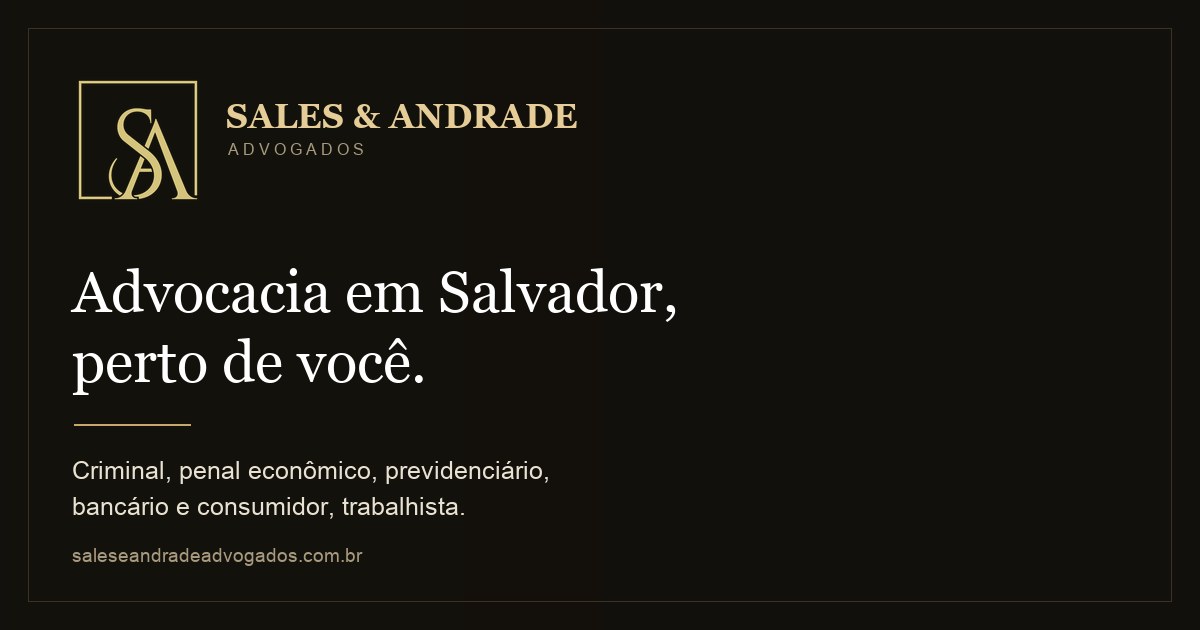 SA
SALES & ANDRADE
ADVOGADOS
Advocacia em Salvador,
perto de você.
Criminal, penal econômico, previdenciário,
bancário e consumidor, trabalhista.
saleseandradeadvogados.com.br